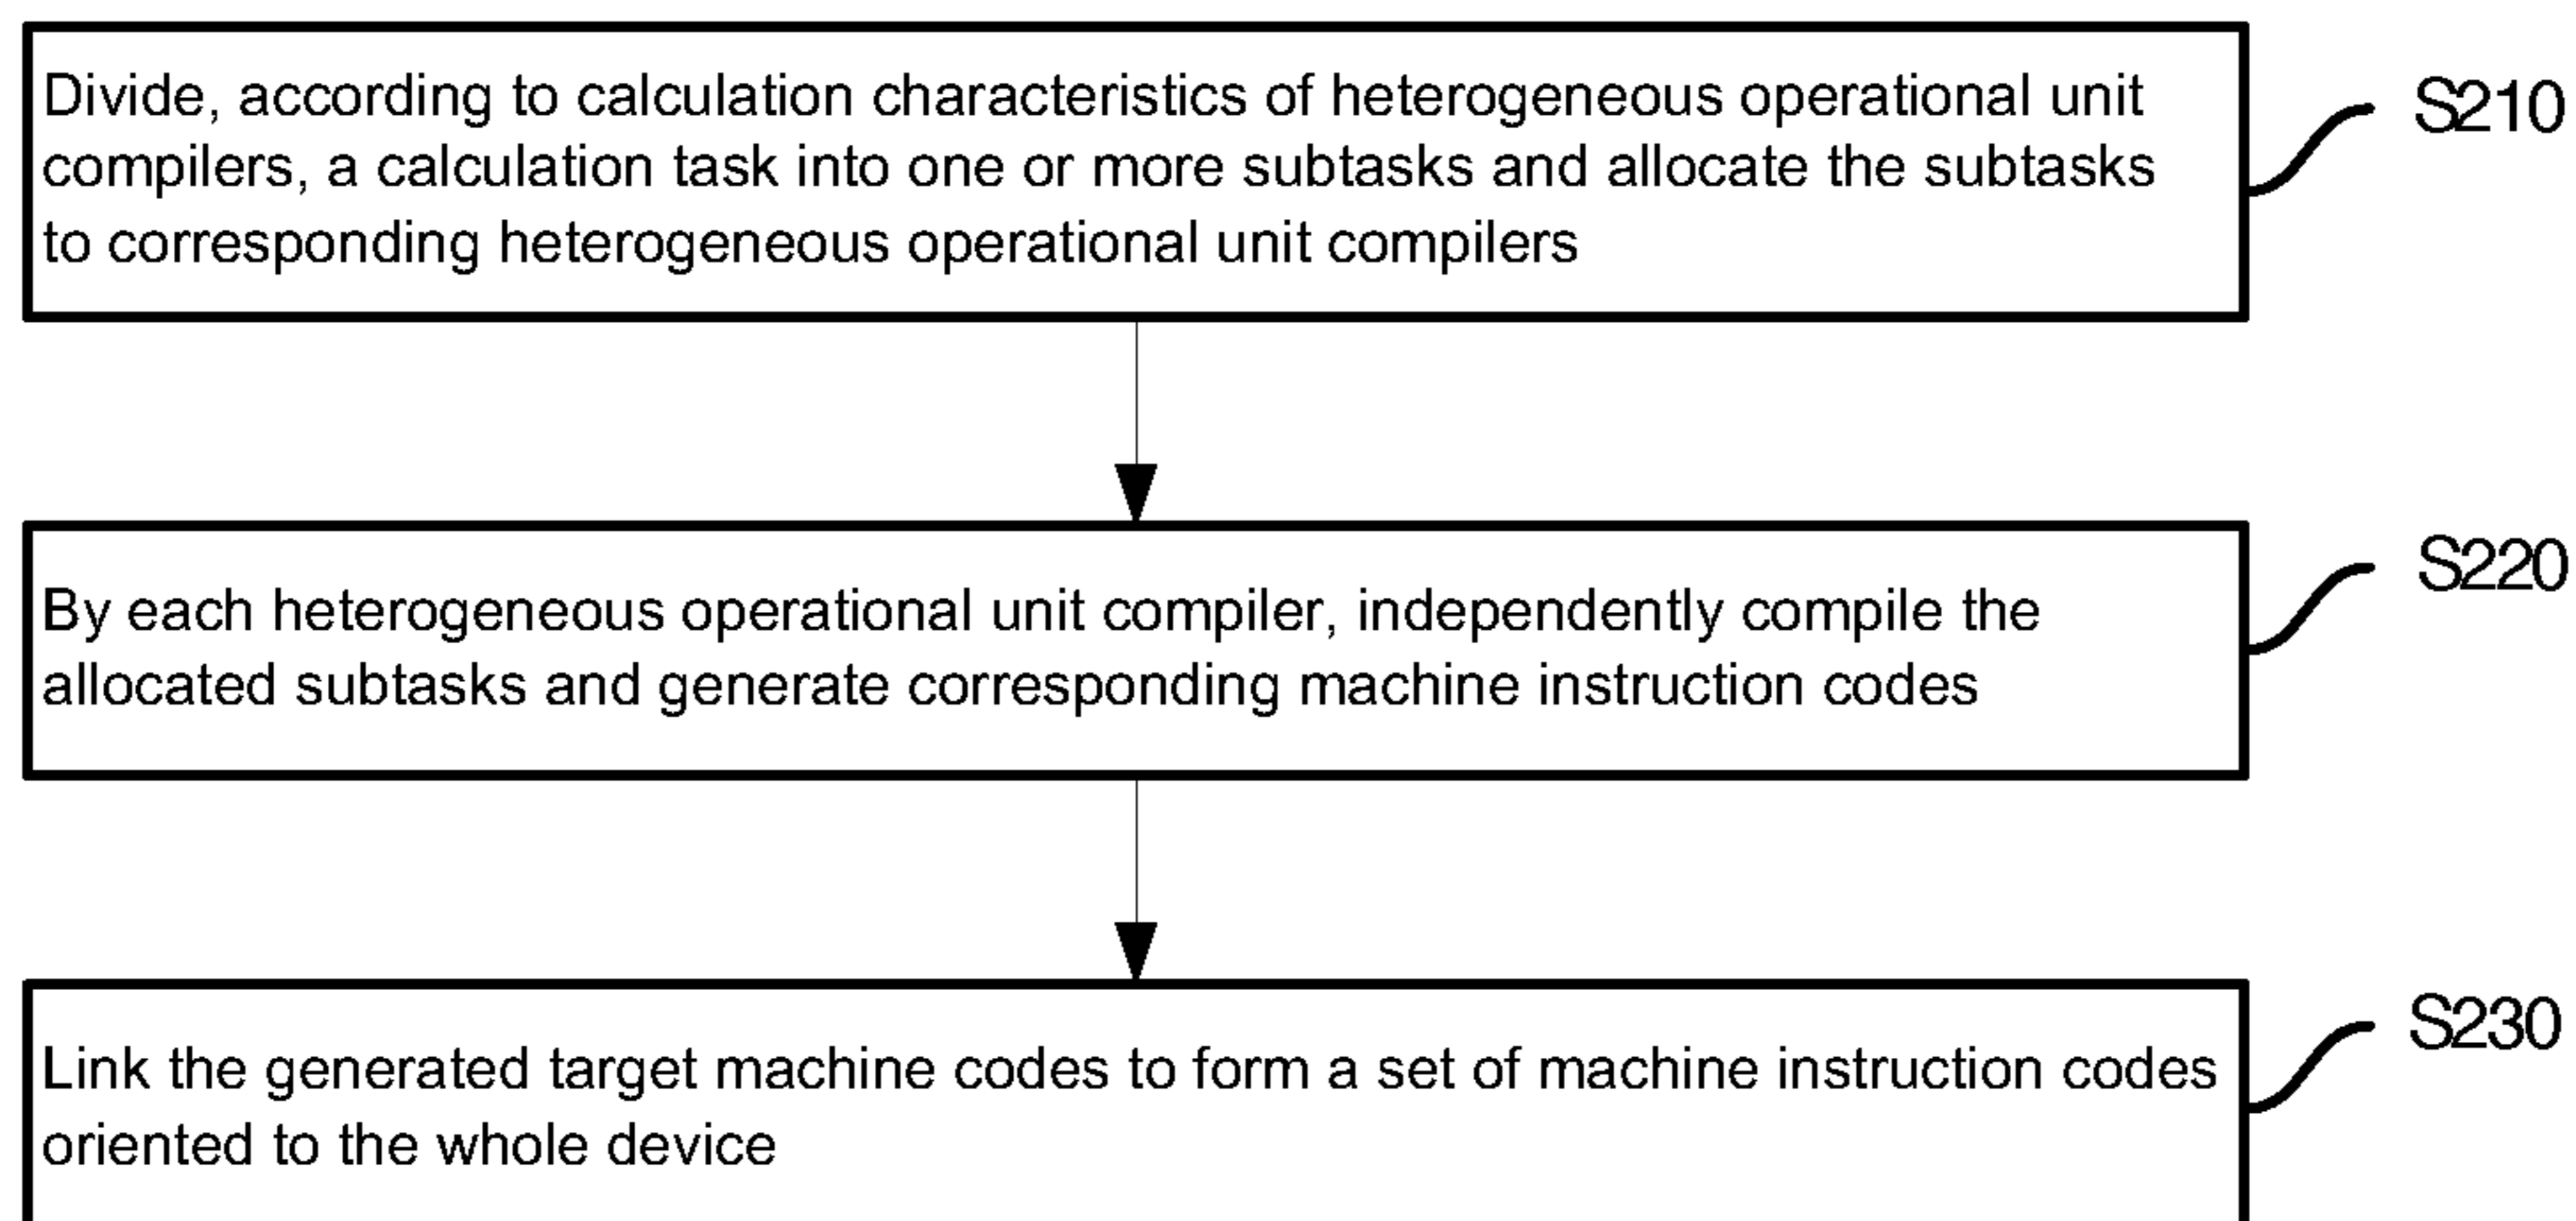 Divide, according to calculation characteristics of heterogeneous operational unit
compilers, a calculation task into one or more subtasks and allocate the subtasks
to corresponding heterogeneous operational unit compilers
S210
By each heterogeneous operational unit compiler, independently compile the
allocated subtasks and generate corresponding machine instruction codes
S220
Link the generated target machine codes to form a set of machine instruction codes
oriented to the whole device
S230